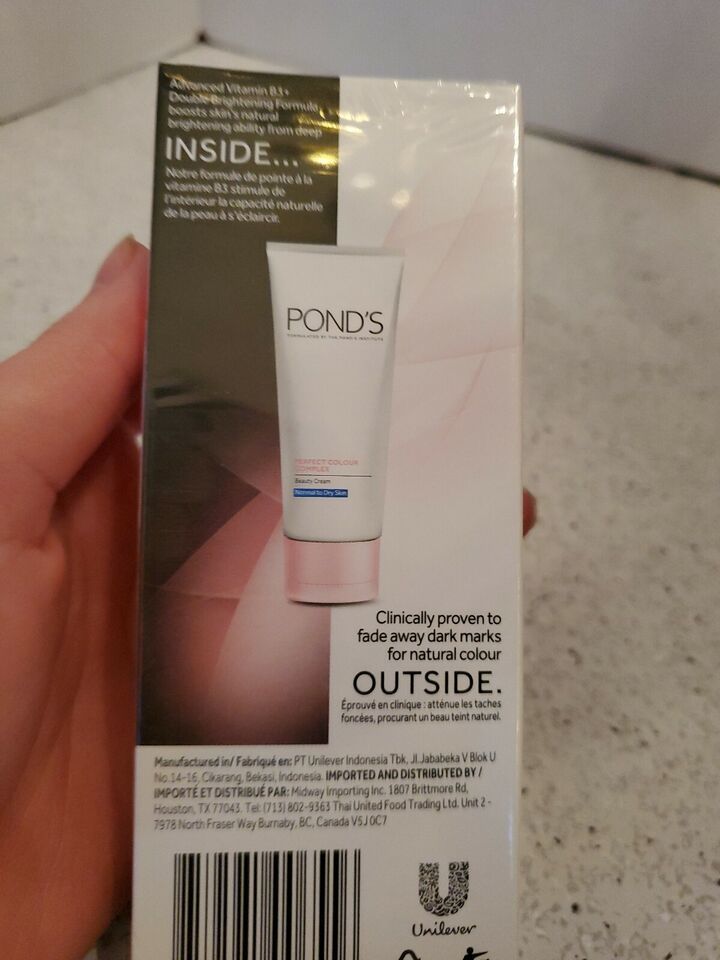 Advanced Vitamin B3+
Double Brightening Formula
boosts skin's natural
brightening ability from deep
INSIDE...
Notre formule de pointe à la
vitamine B3 stimule de
l'intérieur la capacité naturelle
de la peau à s'éclaircir.
POND'S
FORMULATED BY THE POND'S INSTITUTE
PERFECT COLOUR
COMPLEX
Beauty Cream
Normal to Dry Skin
Clinically proven to
fade away dark marks
for natural colour
OUTSIDE.
Éprouvé en clinique : atténue les taches
foncées, procurant un beau teint naturel.
Manufactured in/ Fabriqué en: PT Unilever Indonesia Tbk, Jl. Jababeka V Blok U
No.14-16, Cikarang, Bekasi, Indonesia. IMPORTED AND DISTRIBUTED BY /
IMPORTÉ ET DISTRIBUÉ PAR: Midway Importing Inc. 1807 Brittmore Rd,
Houston, TX 77043. Tel: (713) 802-9363 Thai United Food Trading Ltd. Unit 2 -
7978 North Fraser Way Burnaby, BC, Canada V5J 0C7
Unilever